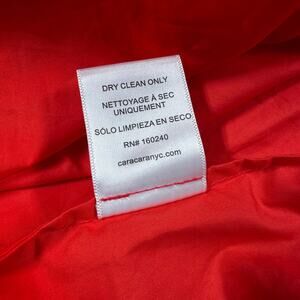 DRY CLEAN ONLY
NETTOYAGE À SEC
UNIQUEMENT
SÓLO LIMPIEZA EN SECO
RN# 160240
caracaranyc.com